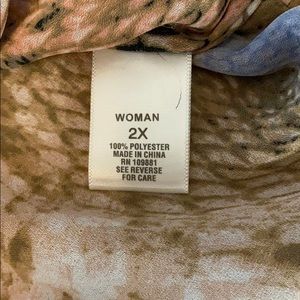 WOMAN
2X
100% POLYESTER
MADE IN CHINA
RN 109881
SEE REVERSE
FOR CARE